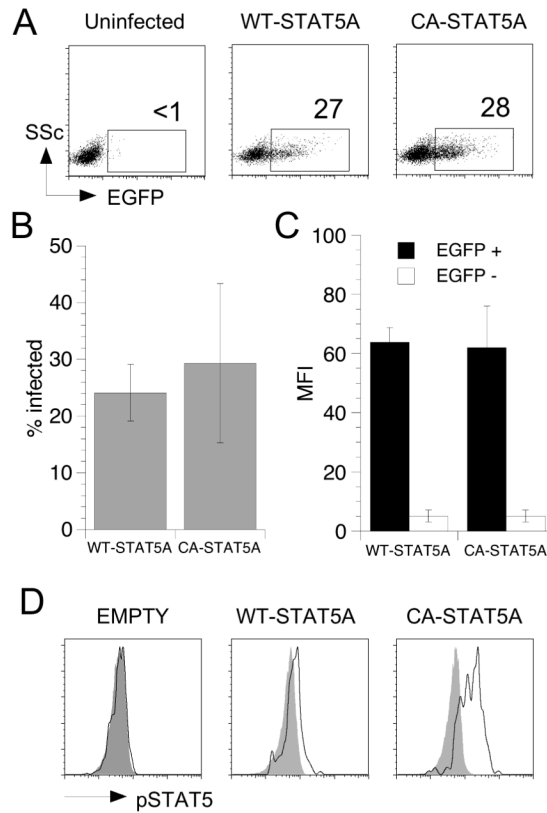 A
Uninfected WT-STAT5A CA-STAT5A
<1 27 28
SSc
EGFP
B
50
40
30
20
10
0
% infected
WT-STAT5A CA-STAT5A
C
100
80
60
40
20
0
MFI
EGFP +
EGFP -
WT-STAT5A CA-STAT5A
D
EMPTY WT-STAT5A CA-STAT5A
pSTAT5